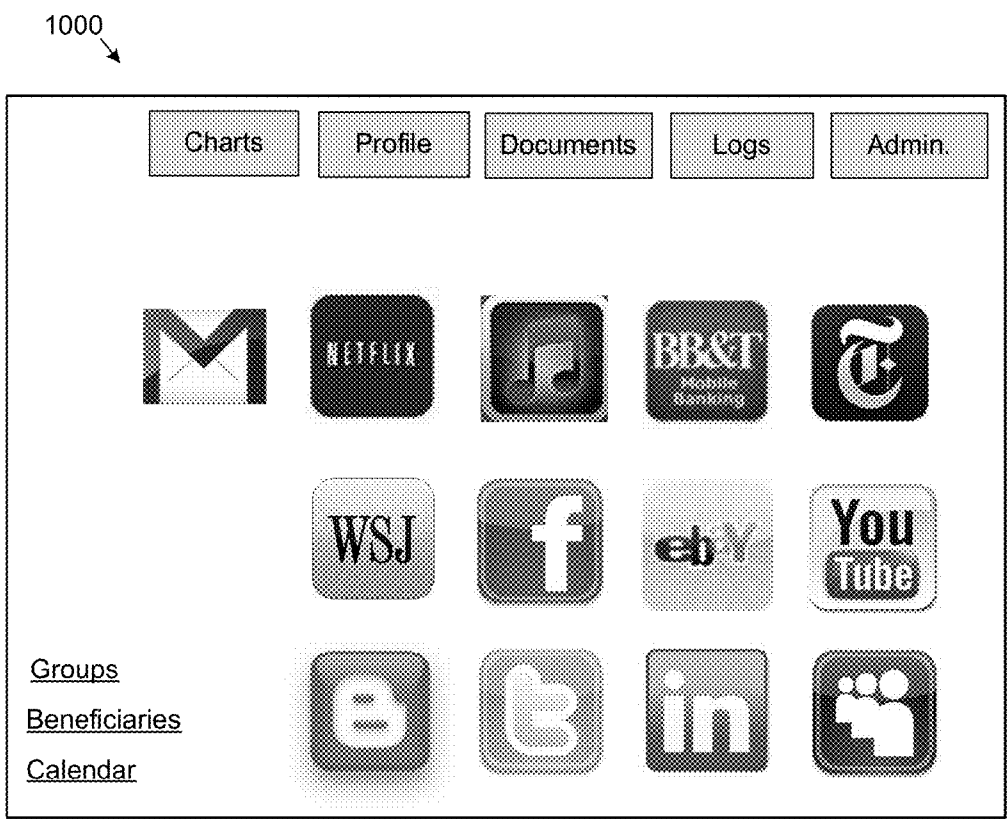 1000
Charts Profile Documents Logs Admin.
NETFLIX BB&T
Mobile
Banking
T
WSJ f ebY You
Tube
Groups
Beneficiaries
Calendar
B t in